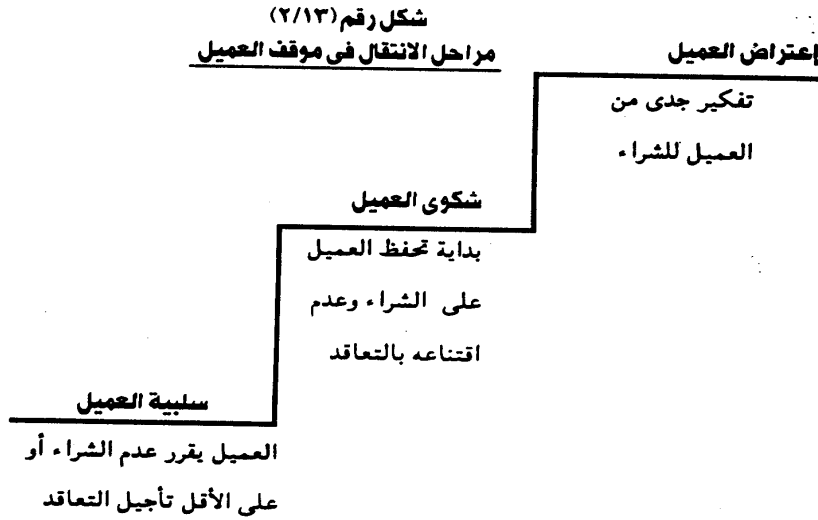 شكل رقم (٢/١٣)
مراحل الانتقال فى موقف العميل
إعتراض العميل
تفكير جدى من
العميل للشراء
شكوى العميل
بداية تحفظ العميل
على الشراء وعدم
اقتناعه بالتعاقد
سلبية العميل
العميل يقرر عدم الشراء أو
على الأقل تأجيل التعاقد